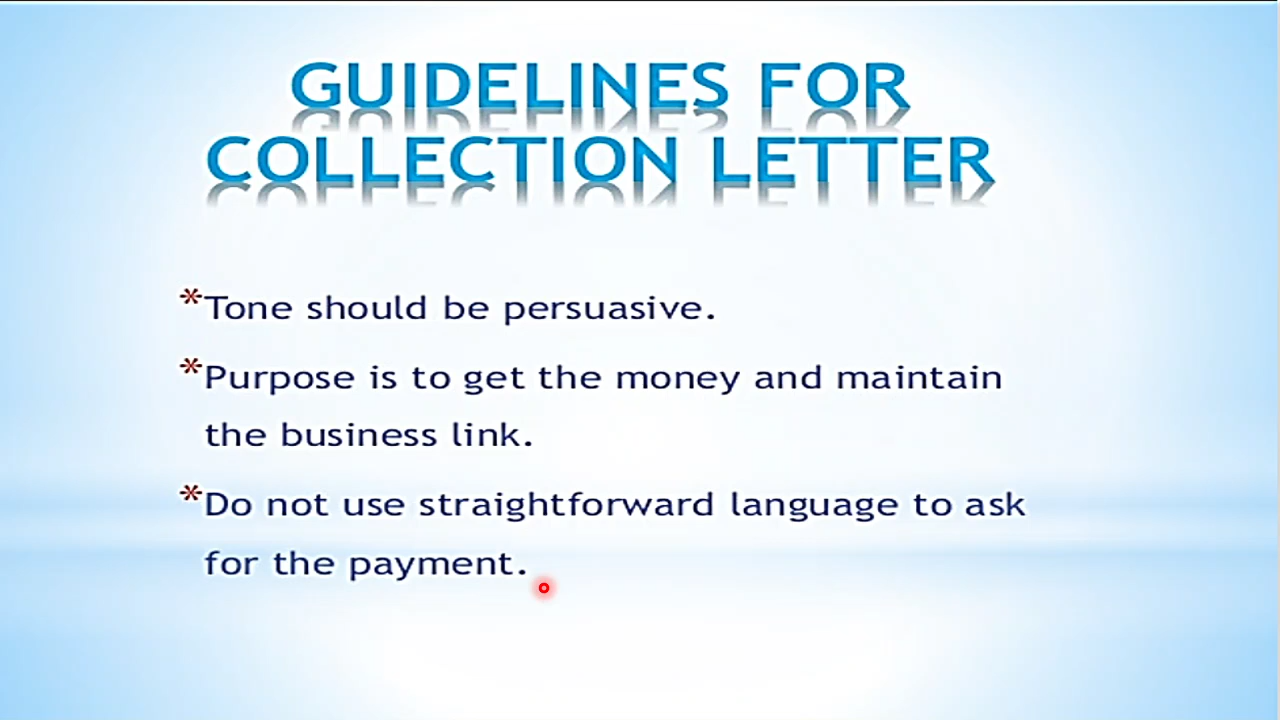 GUIDELINES FOR
COLLECTION LETTER
*Tone should be persuasive.
*Purpose is to get the money and maintain
the business link.
*Do not use straightforward language to ask
for the payment.